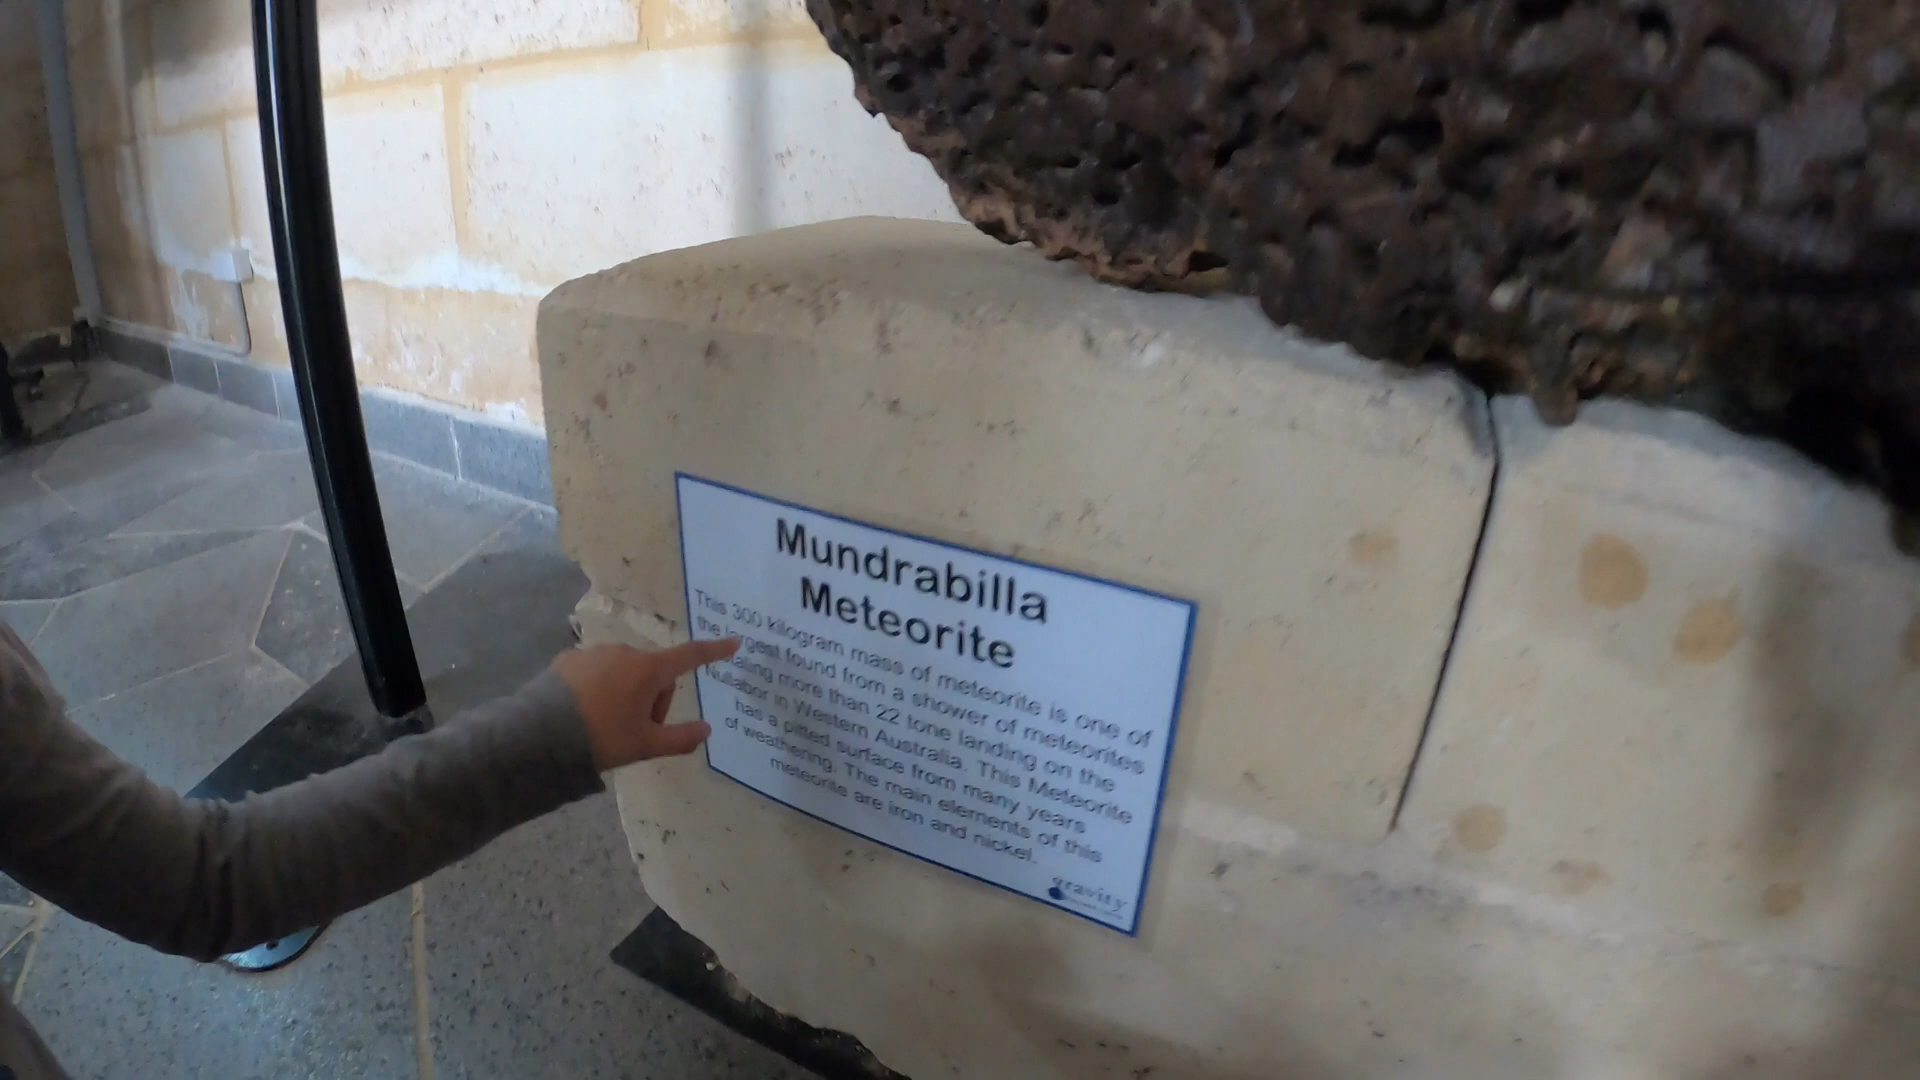 Mundrabilla
Meteorite
This 300 kilogram mass of meteorite is one of
the largest found from a shower of meteorites
totaling more than 22 tone landing on the
Nullabor in Western Australia. This Meteorite
has a pitted surface from many years
of weathering. The main elements of this
meteorite are iron and nickel.
gravity